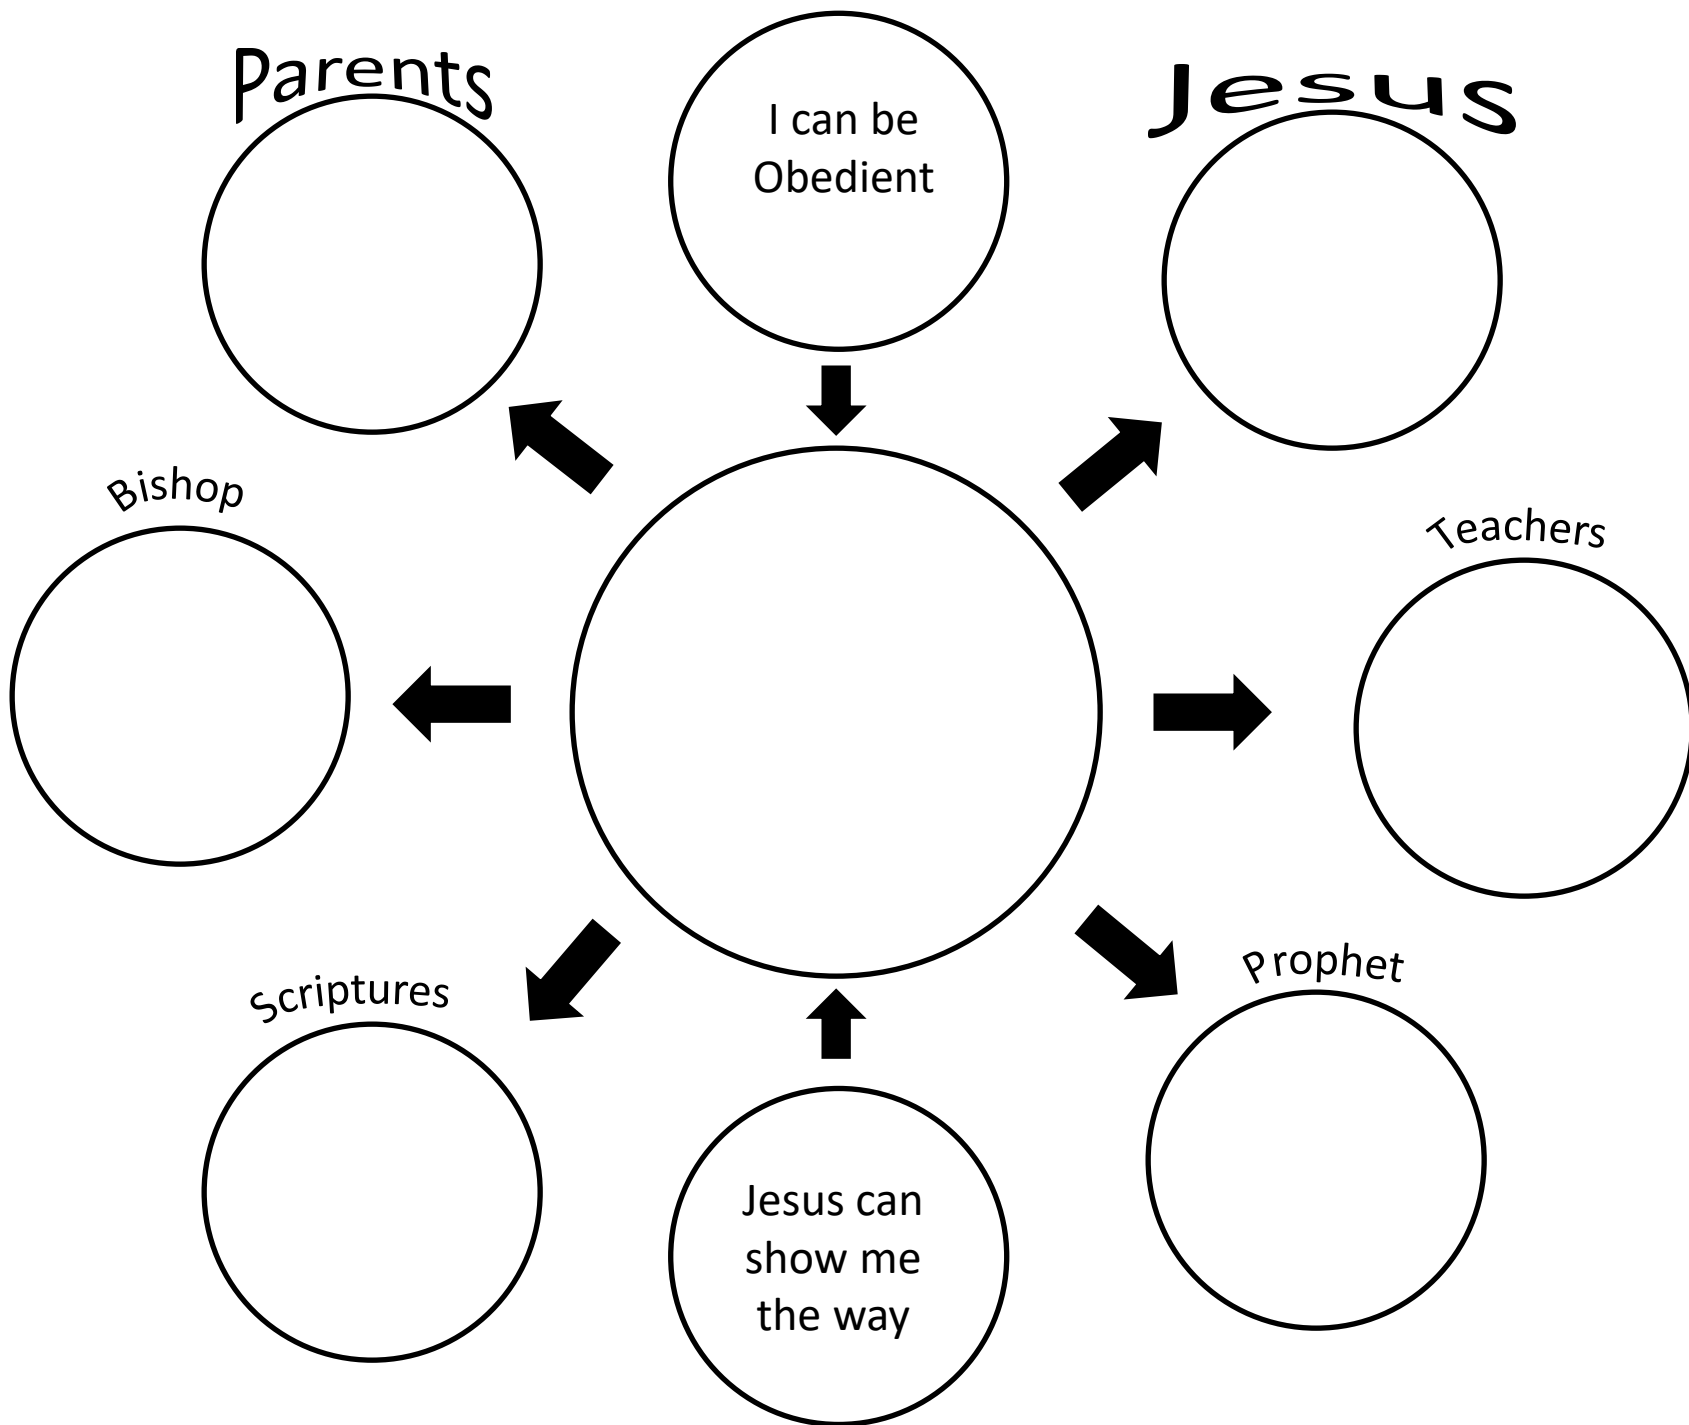 Parents
I can be
Obedient
Jesus
Bishop
Teachers
Scriptures
Prophet
Jesus can
show me
the way